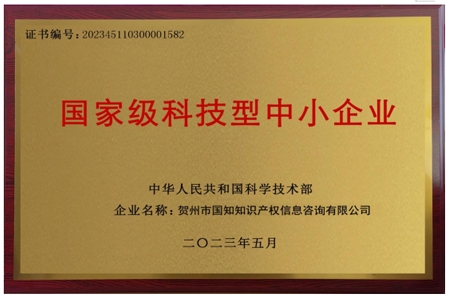 证书编号:202345110300001582
国家级科技型中小企业
中华人民共和国科学技术部
企业名称:贺州市国知知识产权信息咨询有限公司
二〇二三年五月